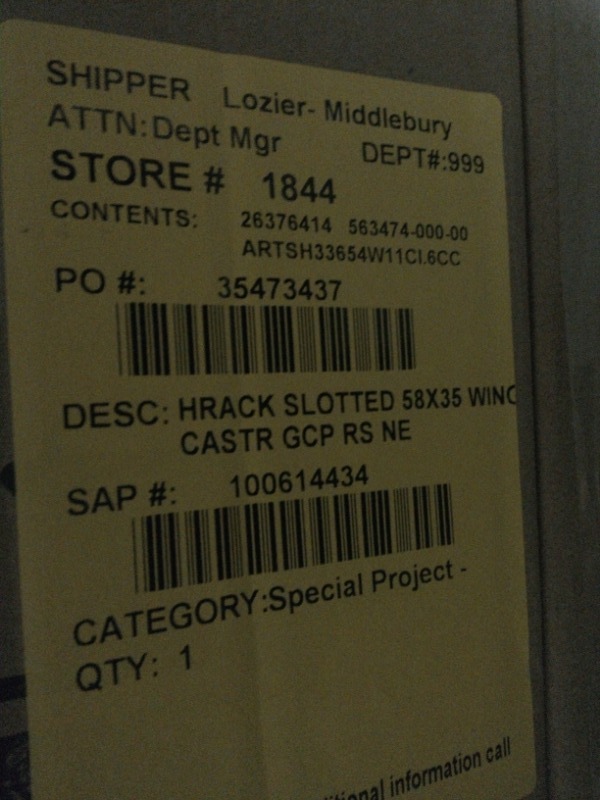 SHIPPER Lozier- Middlebury
ATTN:Dept Mgr DEPT#:999
STORE # 1844
CONTENTS: 26376414 563474-000-00
ARTSH33654W11CI.6CC
PO #: 35473437
DESC: HRACK SLOTTED 58X35 WINC
CASTR GCP RS NE
SAP #: 100614434
CATEGORY:Special Project -
QTY: 1
information call